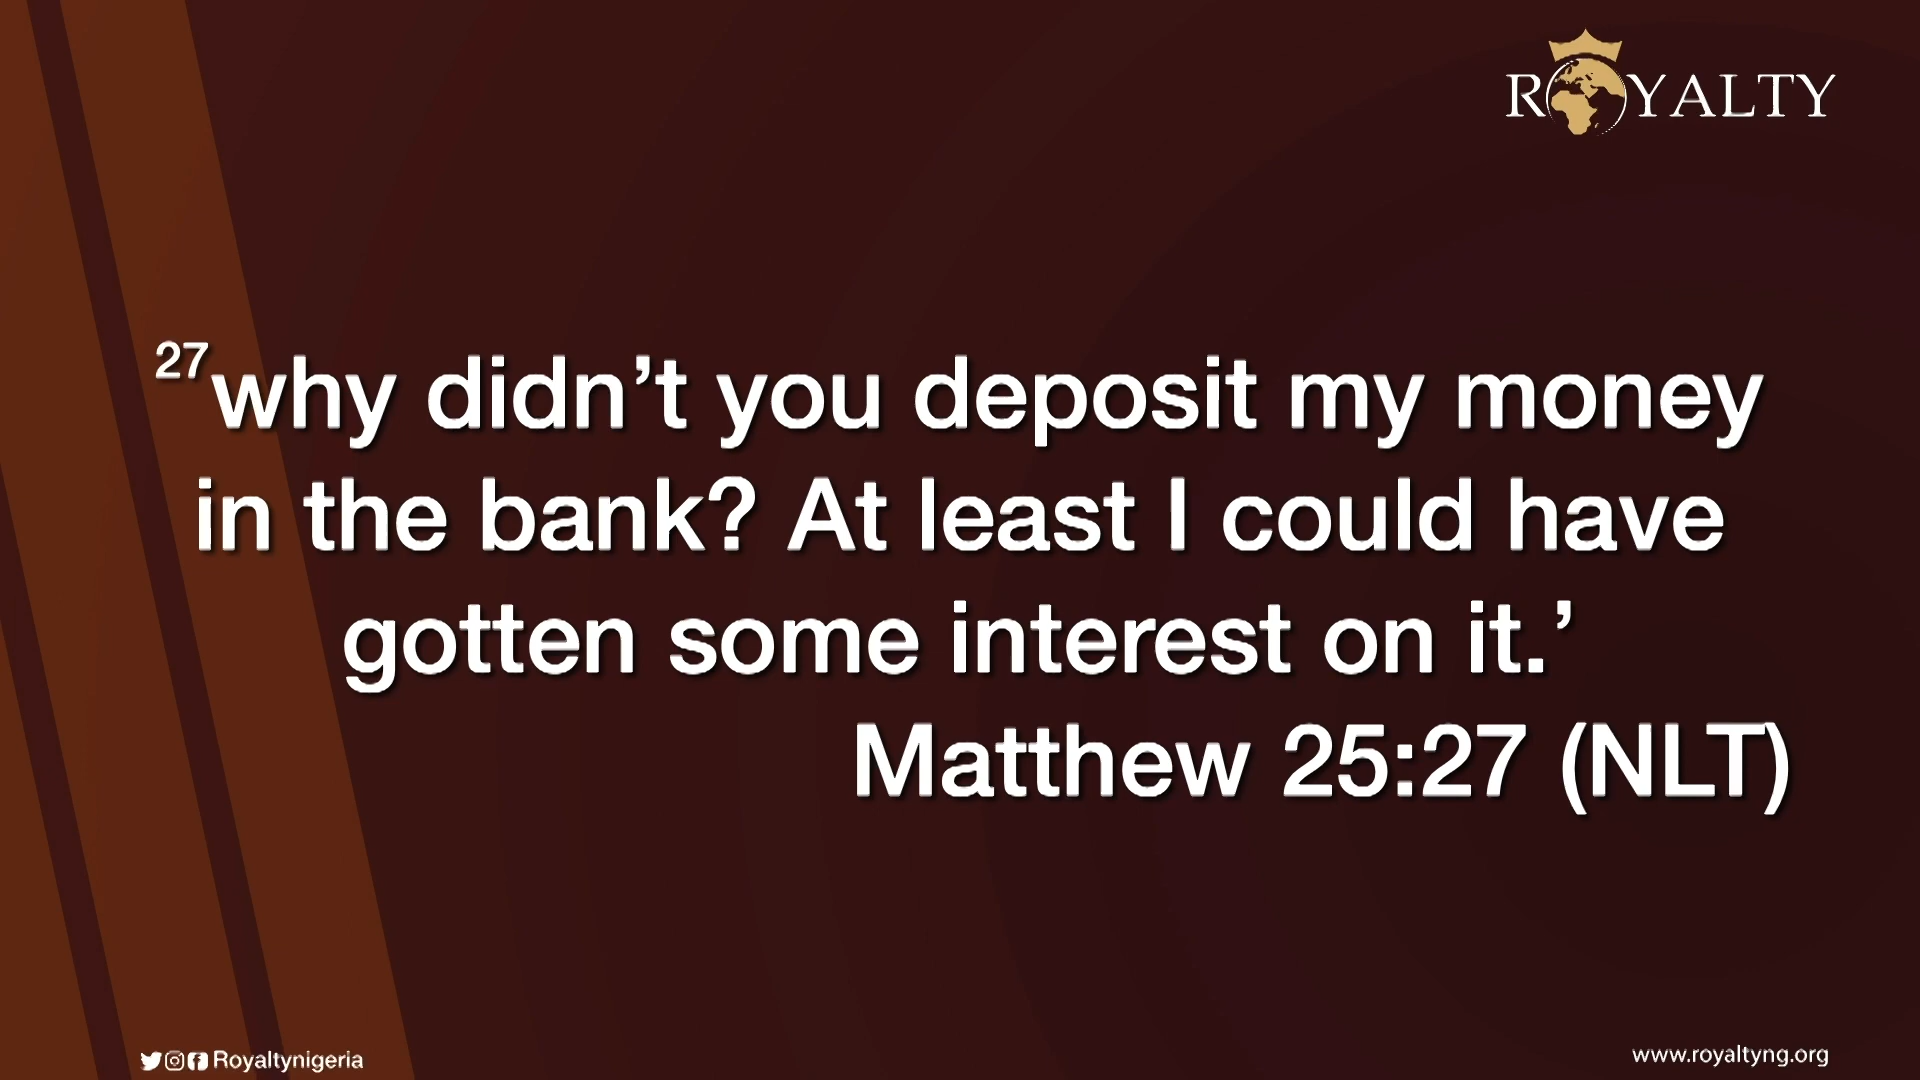 ROYALTY
27why didn’t you deposit my money
in the bank? At least I could have
gotten some interest on it.’
Matthew 25:27 (NLT)
Royaltynigeria
www.royaltyng.org